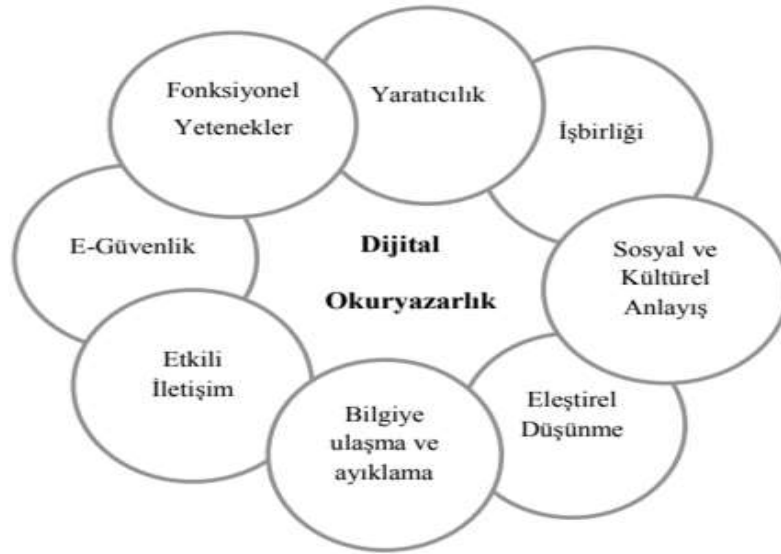 Fonksiyonel
Yetenekler
Yaratıcılık
İşbirliği
E-Güvenlik
Dijital
Okuryazarlık
Sosyal ve
Kültürel
Anlayış
Etkili
İletişim
Bilgiye
ulaşma ve
ayıklama
Eleştirel
Düşünme